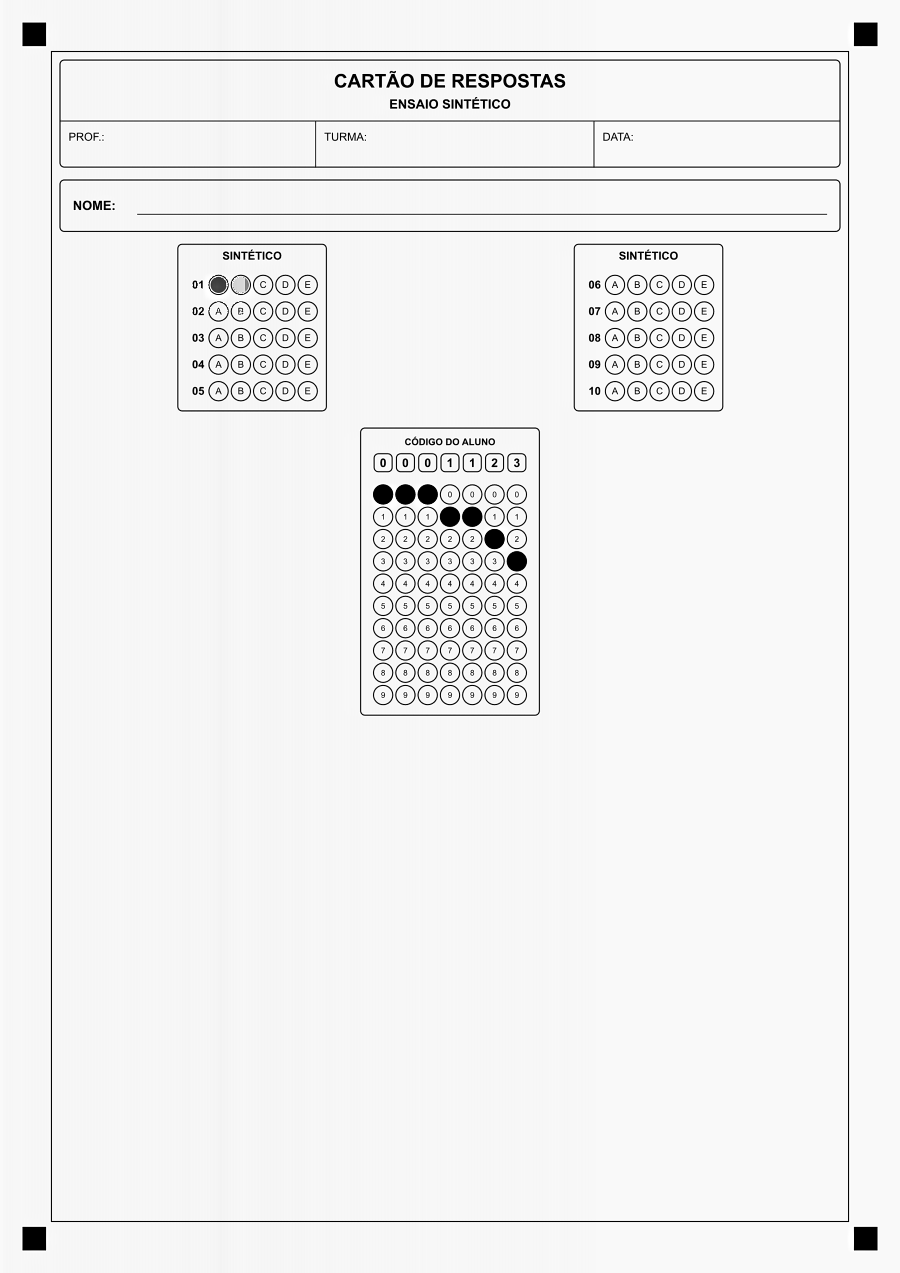 CARTÃO DE RESPOSTAS
ENSAIO SINTÉTICO
PROF.: TURMA: DATA:
NOME:
SINTÉTICO
01 C D E
02 A B C D E
03 A B C D E
04 A B C D E
05 A B C D E
SINTÉTICO
06 A B C D E
07 A B C D E
08 A B C D E
09 A B C D E
10 A B C D E
CÓDIGO DO ALUNO
0 0 0 1 1 2 3
0 0 0 0
1 1 1 1 1
2 2 2 2 2 2
3 3 3 3 3 3
4 4 4 4 4 4 4
5 5 5 5 5 5 5
6 6 6 6 6 6 6
7 7 7 7 7 7 7
8 8 8 8 8 8 8
9 9 9 9 9 9 9